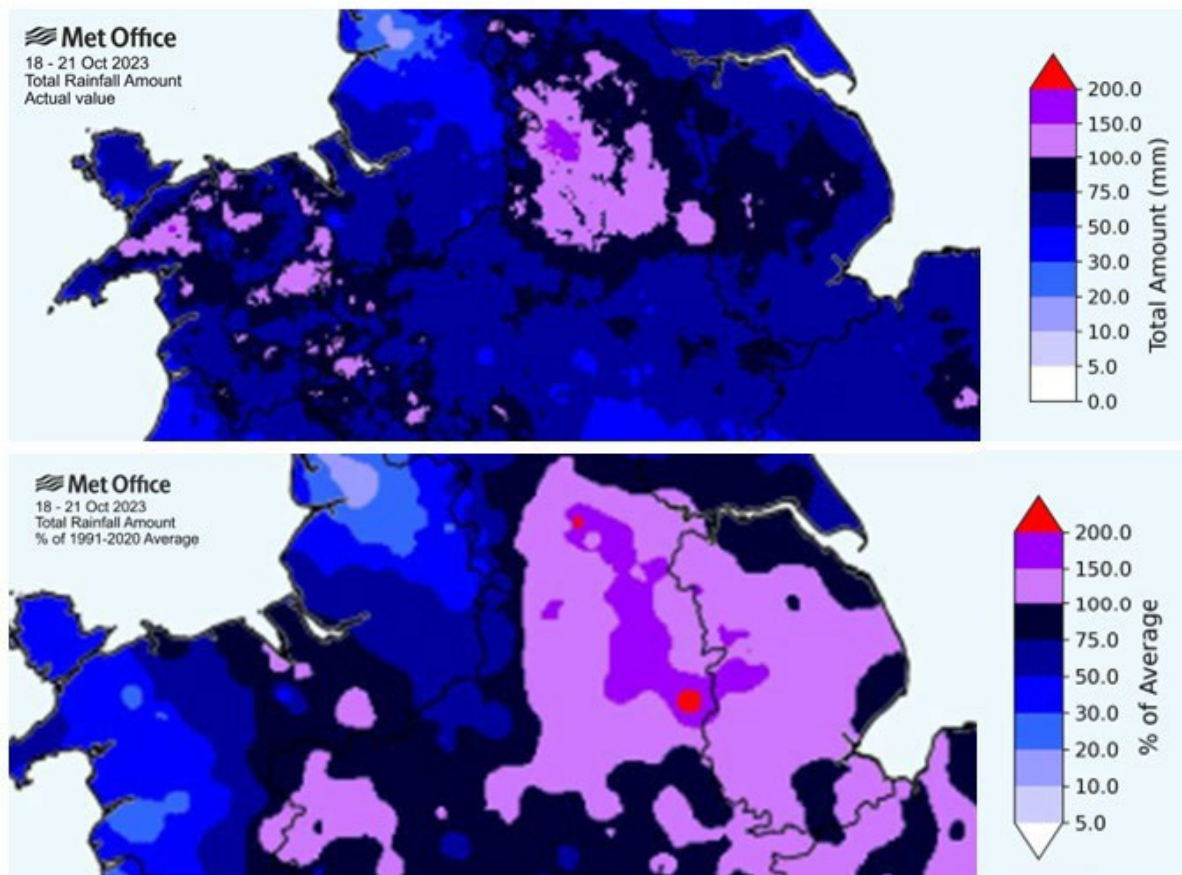 Met Office
18 - 21 Oct 2023
Total Rainfall Amount
Actual value
200.0
150.0
100.0
75.0
50.0
30.0
20.0
10.0
5.0
0.0
Total Amount (mm)
Met Office
18 - 21 Oct 2023
Total Rainfall Amount
% of 1991-2020 Average
200.0
150.0
100.0
75.0
50.0
30.0
20.0
10.0
5.0
% of Average